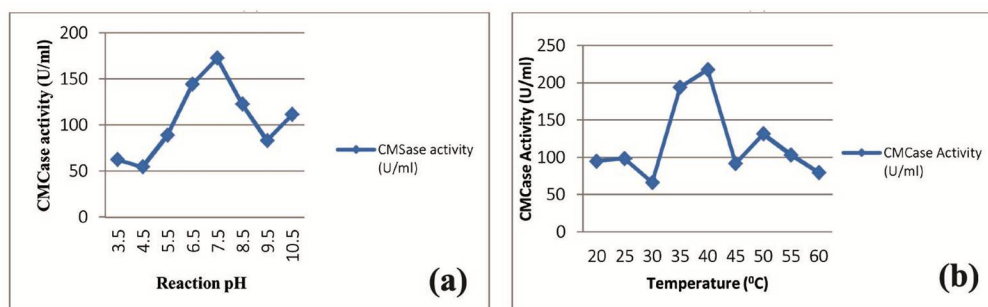 CMCase activity (U/ml)
200
150
100
50
0
3.5 4.5 5.5 6.5 7.5 8.5 9.5 10.5
Reaction pH
CMSase activity
(U/ml)
(a)
CMCase Activity (U/ml)
250
200
150
100
50
0
20 25 30 35 40 45 50 55 60
Temperature (⁰C)
CMCase Activity
(U/ml)
(b)